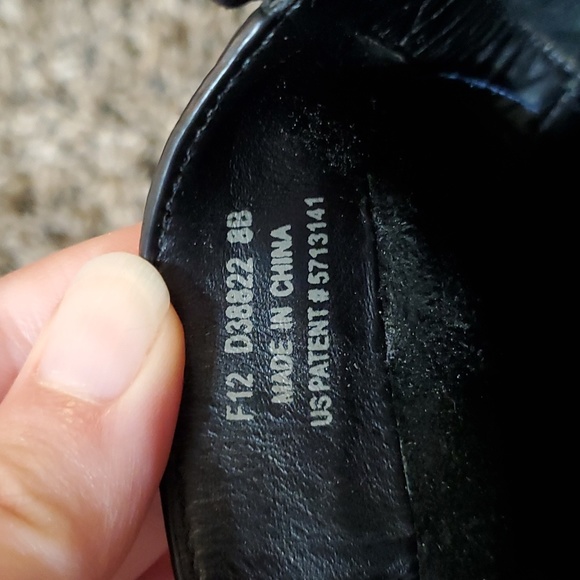 F12 D38822 8B
MADE IN CHINA
US PATENT # 5713141